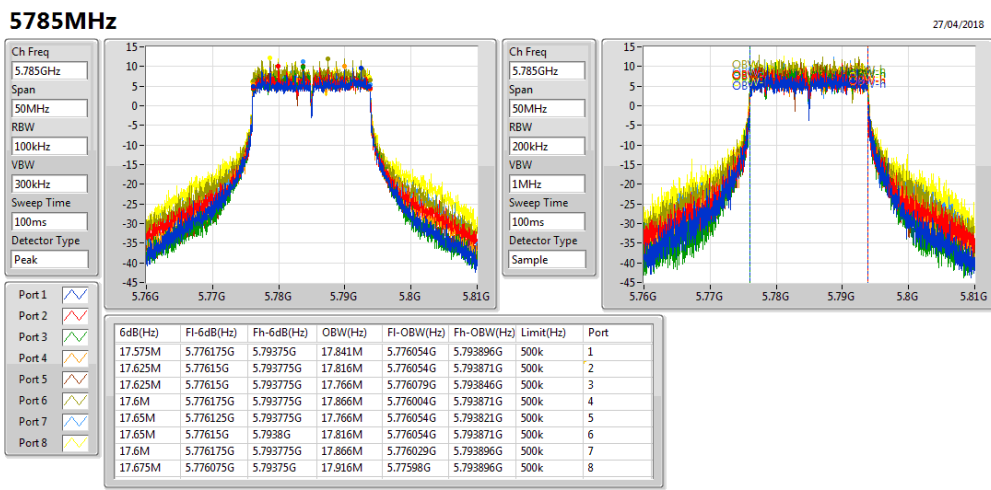 5785MHz
27/04/2018
Ch Freq
5.785GHz
Span
50MHz
RBW
100kHz
VBW
300kHz
Sweep Time
100ms
Detector Type
Peak
15
10
5
0
-5
-10
-15
-20
-25
-30
-35
-40
-45
5.76G 5.77G 5.78G 5.79G 5.8G 5.81G
Ch Freq
5.785GHz
Span
50MHz
RBW
200kHz
VBW
1MHz
Sweep Time
100ms
Detector Type
Sample
15
10
5
0
-5
-10
-15
-20
-25
-30
-35
-40
-45
5.76G 5.77G 5.78G 5.79G 5.8G 5.81G
Port 1
Port 2
Port 3
Port 4
Port 5
Port 6
Port 7
Port 8
6dB(Hz) Fl-6dB(Hz) Fh-6dB(Hz) OBW(Hz) Fl-OBW(Hz) Fh-OBW(Hz) Limit(Hz) Port
17.575M 5.776175G 5.79375G 17.841M 5.776054G 5.793896G 500k 1
17.625M 5.77615G 5.793775G 17.816M 5.776054G 5.793871G 500k 2
17.625M 5.77615G 5.793775G 17.766M 5.776079G 5.793846G 500k 3
17.6M 5.776175G 5.793775G 17.866M 5.776004G 5.793871G 500k 4
17.65M 5.776125G 5.793775G 17.766M 5.776054G 5.793821G 500k 5
17.65M 5.77615G 5.7938G 17.816M 5.776054G 5.793871G 500k 6
17.6M 5.776175G 5.793775G 17.866M 5.776029G 5.793896G 500k 7
17.675M 5.776075G 5.79375G 17.916M 5.77598G 5.793896G 500k 8